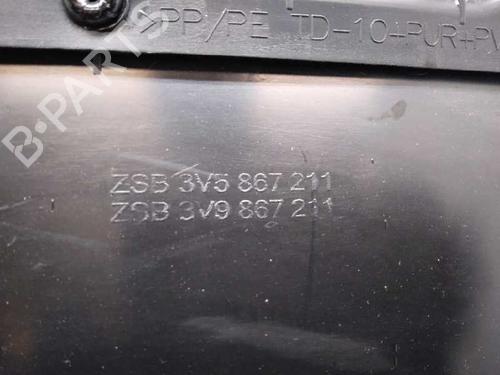 >PP/PE TD-10+PUR+PV
ZSB 3V5 867 211
ZSB 3V9 867 211
B-PARTS